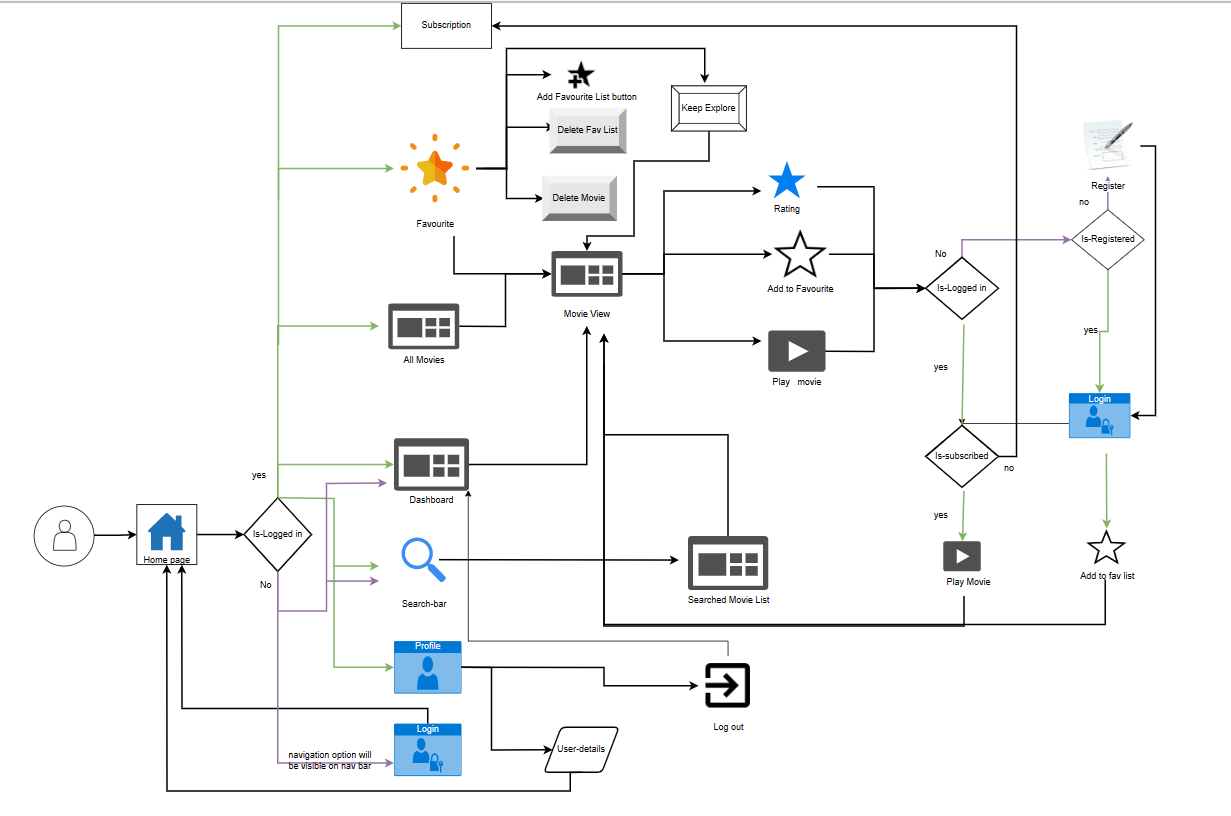 Subscription
Add Favourite List button
Keep Explore
Delete Fav List
Delete Movie
Favourite
Rating
Register
no
Is-Registered
No
Is-Logged in
Add to Favourite
Movie View
yes
All Movies
Play movie
yes
Login
Is-subscribed
no
yes
Dashboard
yes
Is-Logged in
Home page
No
Search-bar
Searched Movie List
Play Movie
Add to fav list
Profile
Log out
Login
User-details
navigation option will
be visible on nav bar